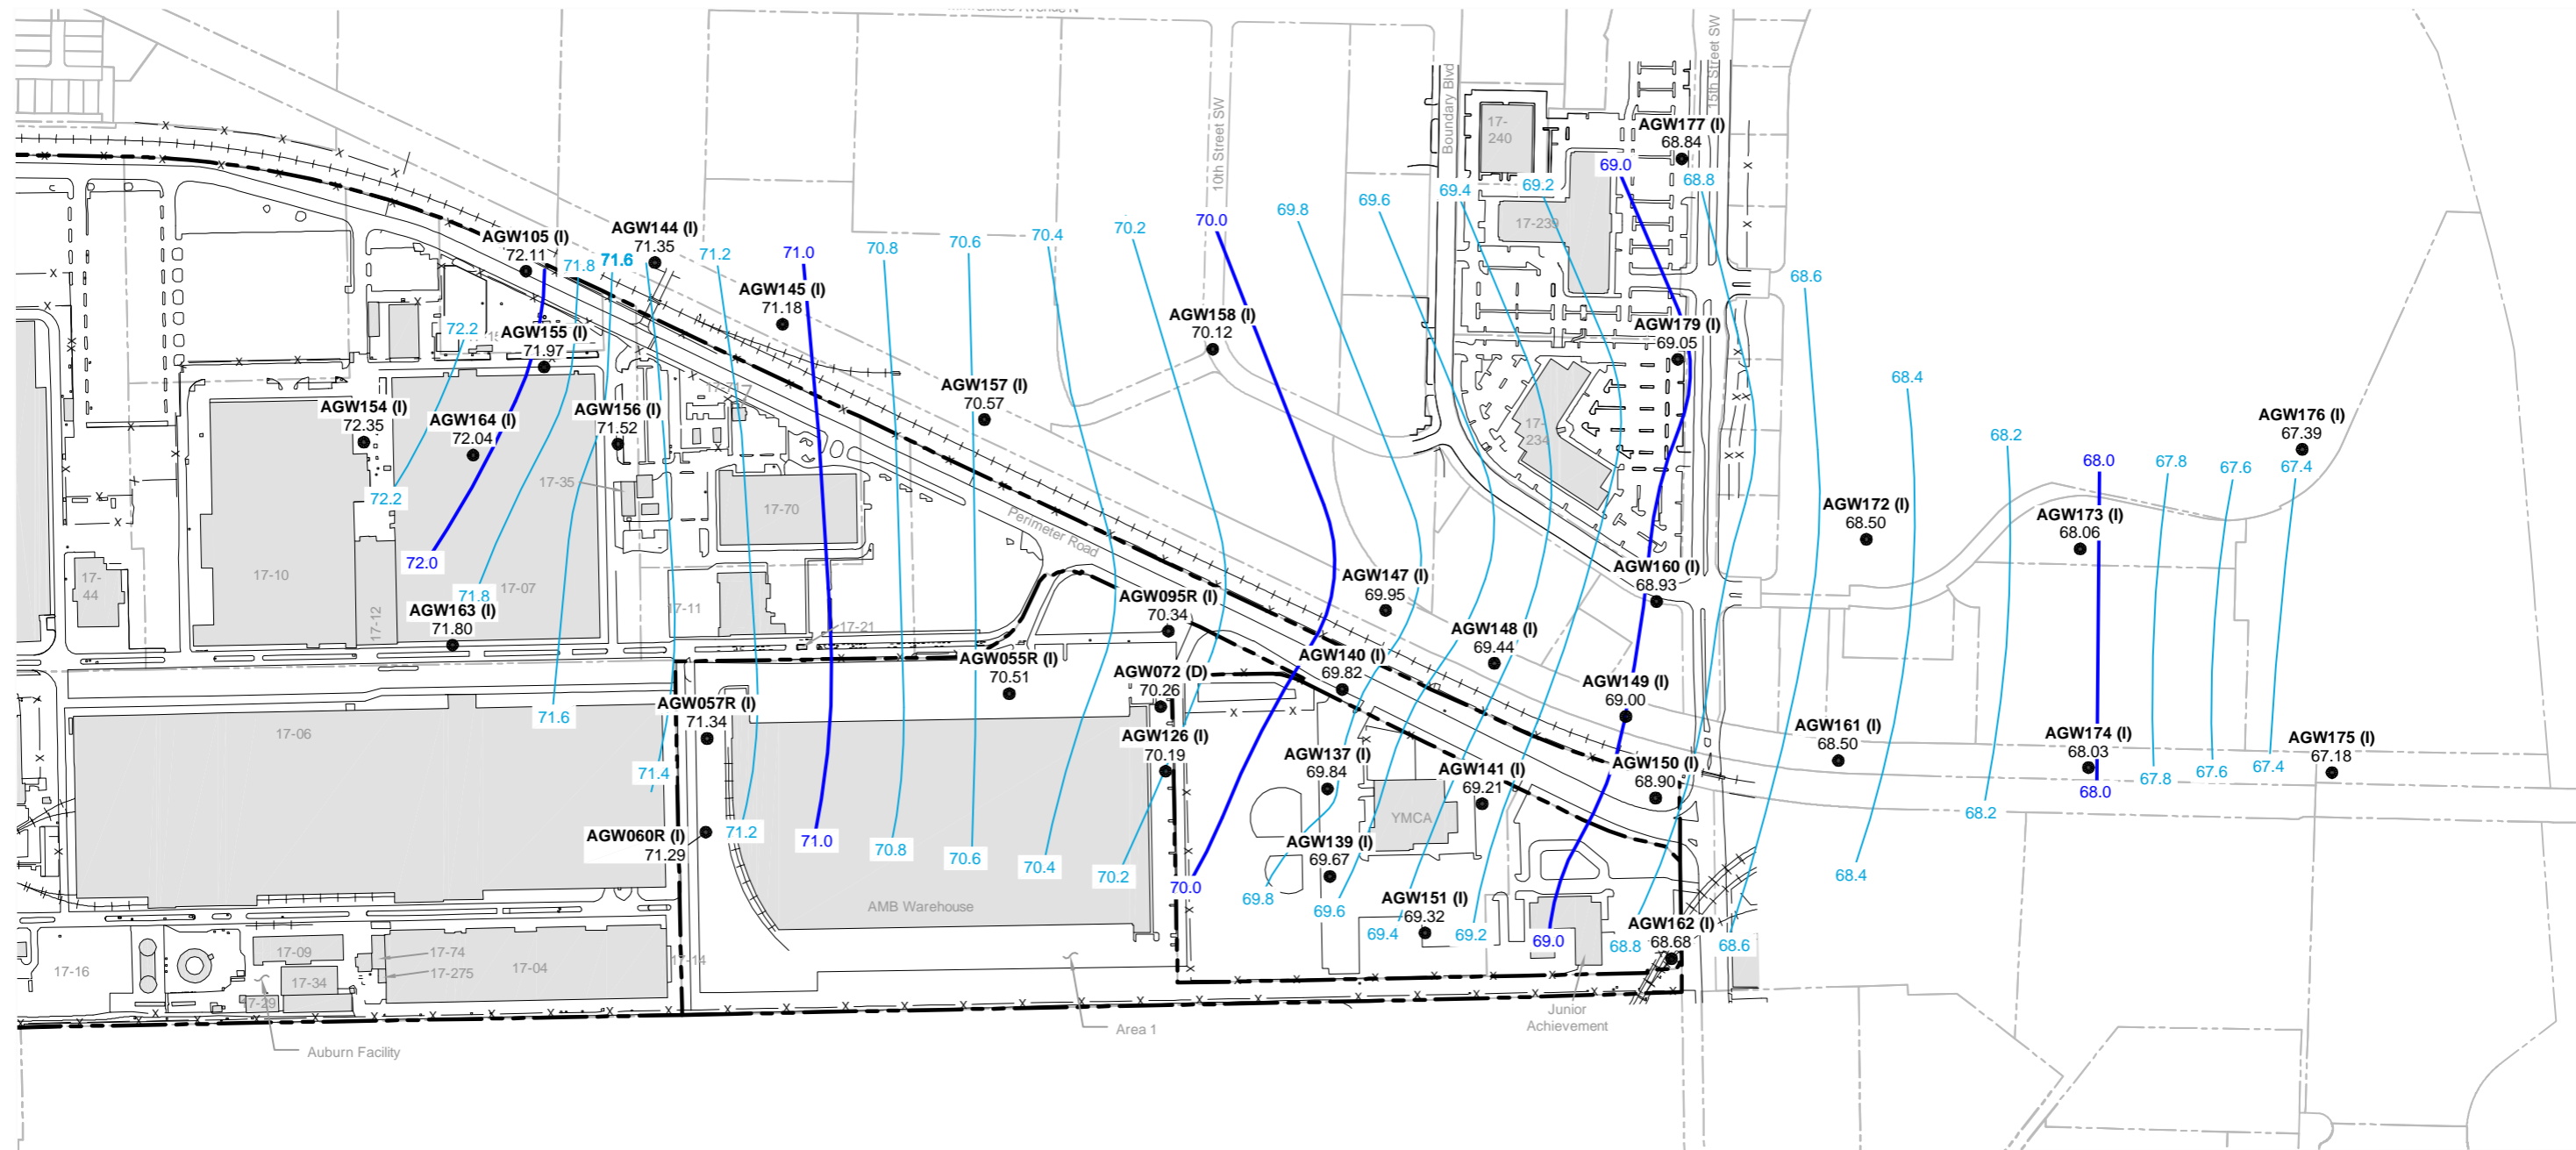 10th Street SW
Boundary Blvd
15th Street SW
17-
240
AGW177 (I)
68.84
69.0
68.8
69.4
69.2
69.6
69.8
70.0
70.2
70.4
70.6
70.8
71.0
71.2
71.6
71.8
AGW105 (I)
72.11
AGW144 (I)
71.35
AGW145 (I)
71.18
17-239
68.6
AGW158 (I)
70.12
AGW179 (I)
69.05
72.2
AGW155 (I)
71.97
68.4
AGW157 (I)
70.57
AGW154 (I)
72.35
AGW164 (I)
72.04
AGW156 (I)
71.52
17-
234
68.2
AGW176 (I)
67.39
68.0
67.8
67.6
67.4
72.2
17-35
17-70
Perimeter Road
AGW172 (I)
68.50
AGW173 (I)
68.06
72.0
17-
44
17-10
17-07
71.8
17-12
AGW163 (I)
71.80
17-11
17-21
AGW095R (I)
70.34
AGW147 (I)
69.95
AGW160 (I)
68.93
AGW148 (I)
69.44
AGW055R (I)
70.51
AGW072 (D)
70.26
AGW140 (I)
69.82
AGW149 (I)
69.00
AGW057R (I)
71.34
71.6
17-06
AGW126 (I)
70.19
AGW137 (I)
69.84
AGW141 (I)
69.21
AGW150 (I)
68.90
AGW161 (I)
68.50
AGW174 (I)
68.03
AGW175 (I)
67.18
71.4
67.8
67.6
67.4
68.0
68.2
AGW060R (I)
71.29
71.2
71.0
70.8
70.6
70.4
70.2
70.0
YMCA
AGW139 (I)
69.67
68.4
69.8
69.6
AGW151 (I)
69.32
69.4
69.2
69.0
68.8
AGW162 (I)
68.68
68.6
AMB Warehouse
17-09
17-74
17-275
17-04
17-14
17-16
17-34
17-29
Junior
Achievement
Area 1
Auburn Facility